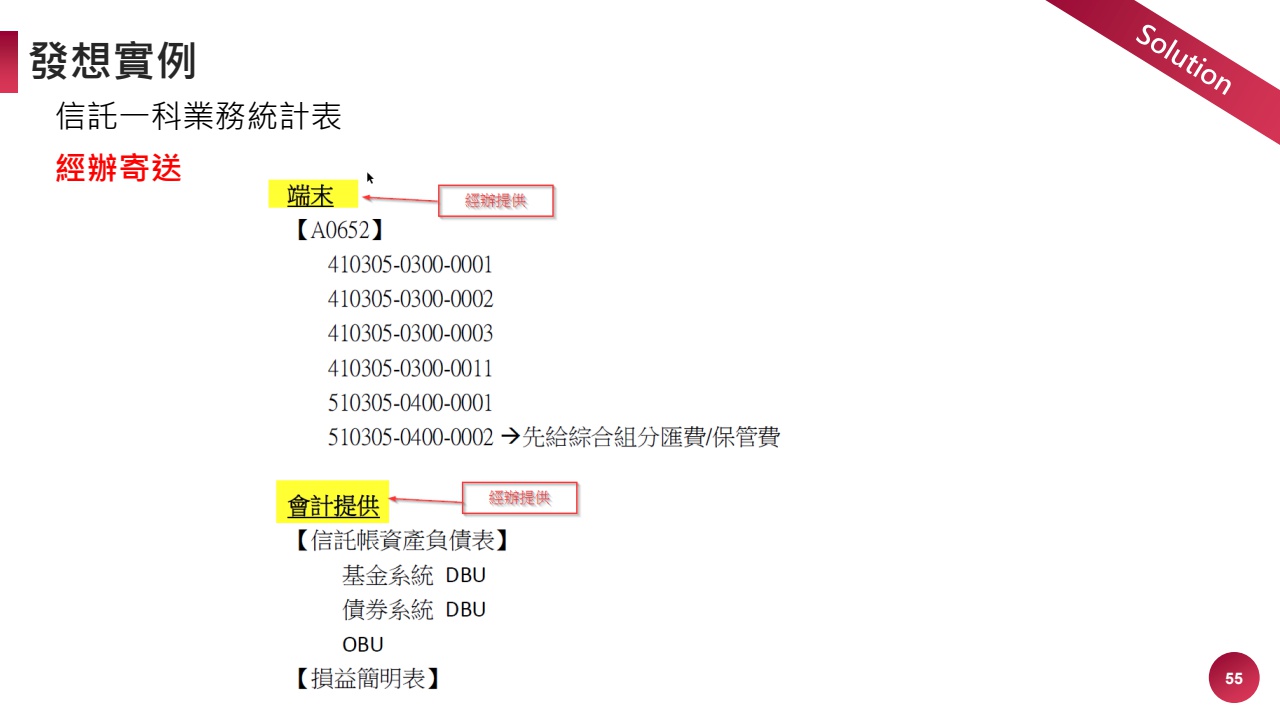 Solution
發想實例
信託一科業務統計表
經辦寄送
端末
經辦提供
【A0652】
410305-0300-0001
410305-0300-0002
410305-0300-0003
410305-0300-0011
510305-0400-0001
510305-0400-0002 →先給綜合組分匯費/保管費
會計提供
經辦提供
【信託帳資產負債表】
基金系統 DBU
債券系統 DBU
OBU
【損益簡明表】
55